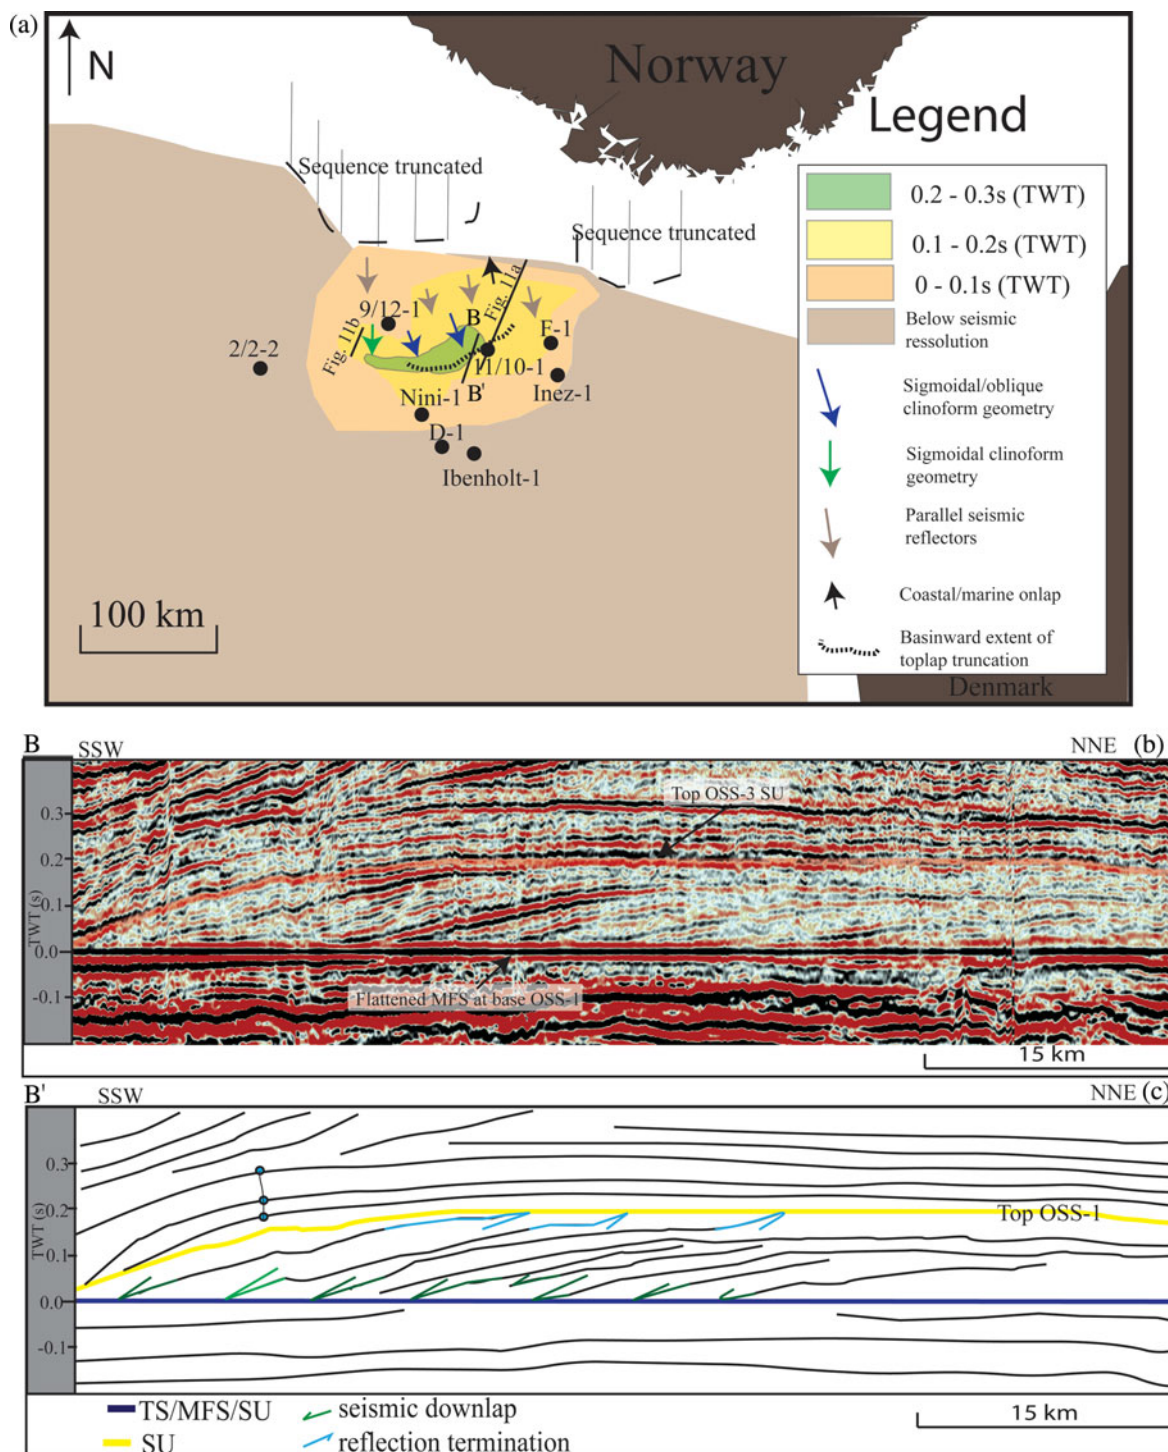 (a)
N
Norway
Legend
Sequence truncated
Sequence truncated
0.2 - 0.3s (TWT)
0.1 - 0.2s (TWT)
0 - 0.1s (TWT)
Below seismic
ressolution
Sigmoidal/oblique
clinoform geometry
Sigmoidal clinoform
geometry
Parallel seismic
reflectors
Coastal/marine onlap
Basinward extent of
toplap truncation
Fig. 11a
9/12-1
B
Fig. 11b
F-1
2/2-2
11/10-1
B'
Inez-1
Nini-1
D-1
Ibenholt-1
100 km
Denmark
B
SSW
NNE
(b)
Top OSS-3 SU
0.3
0.2
0.1
0.0
-0.1
TWT (s)
Flattened MFS at base OSS-1
15 km
B'
SSW
NNE
(c)
0.3
0.2
0.1
0.0
-0.1
TWT (s)
Top OSS-1
TS/MFS/SU
seismic downlap
15 km
SU
reflection termination